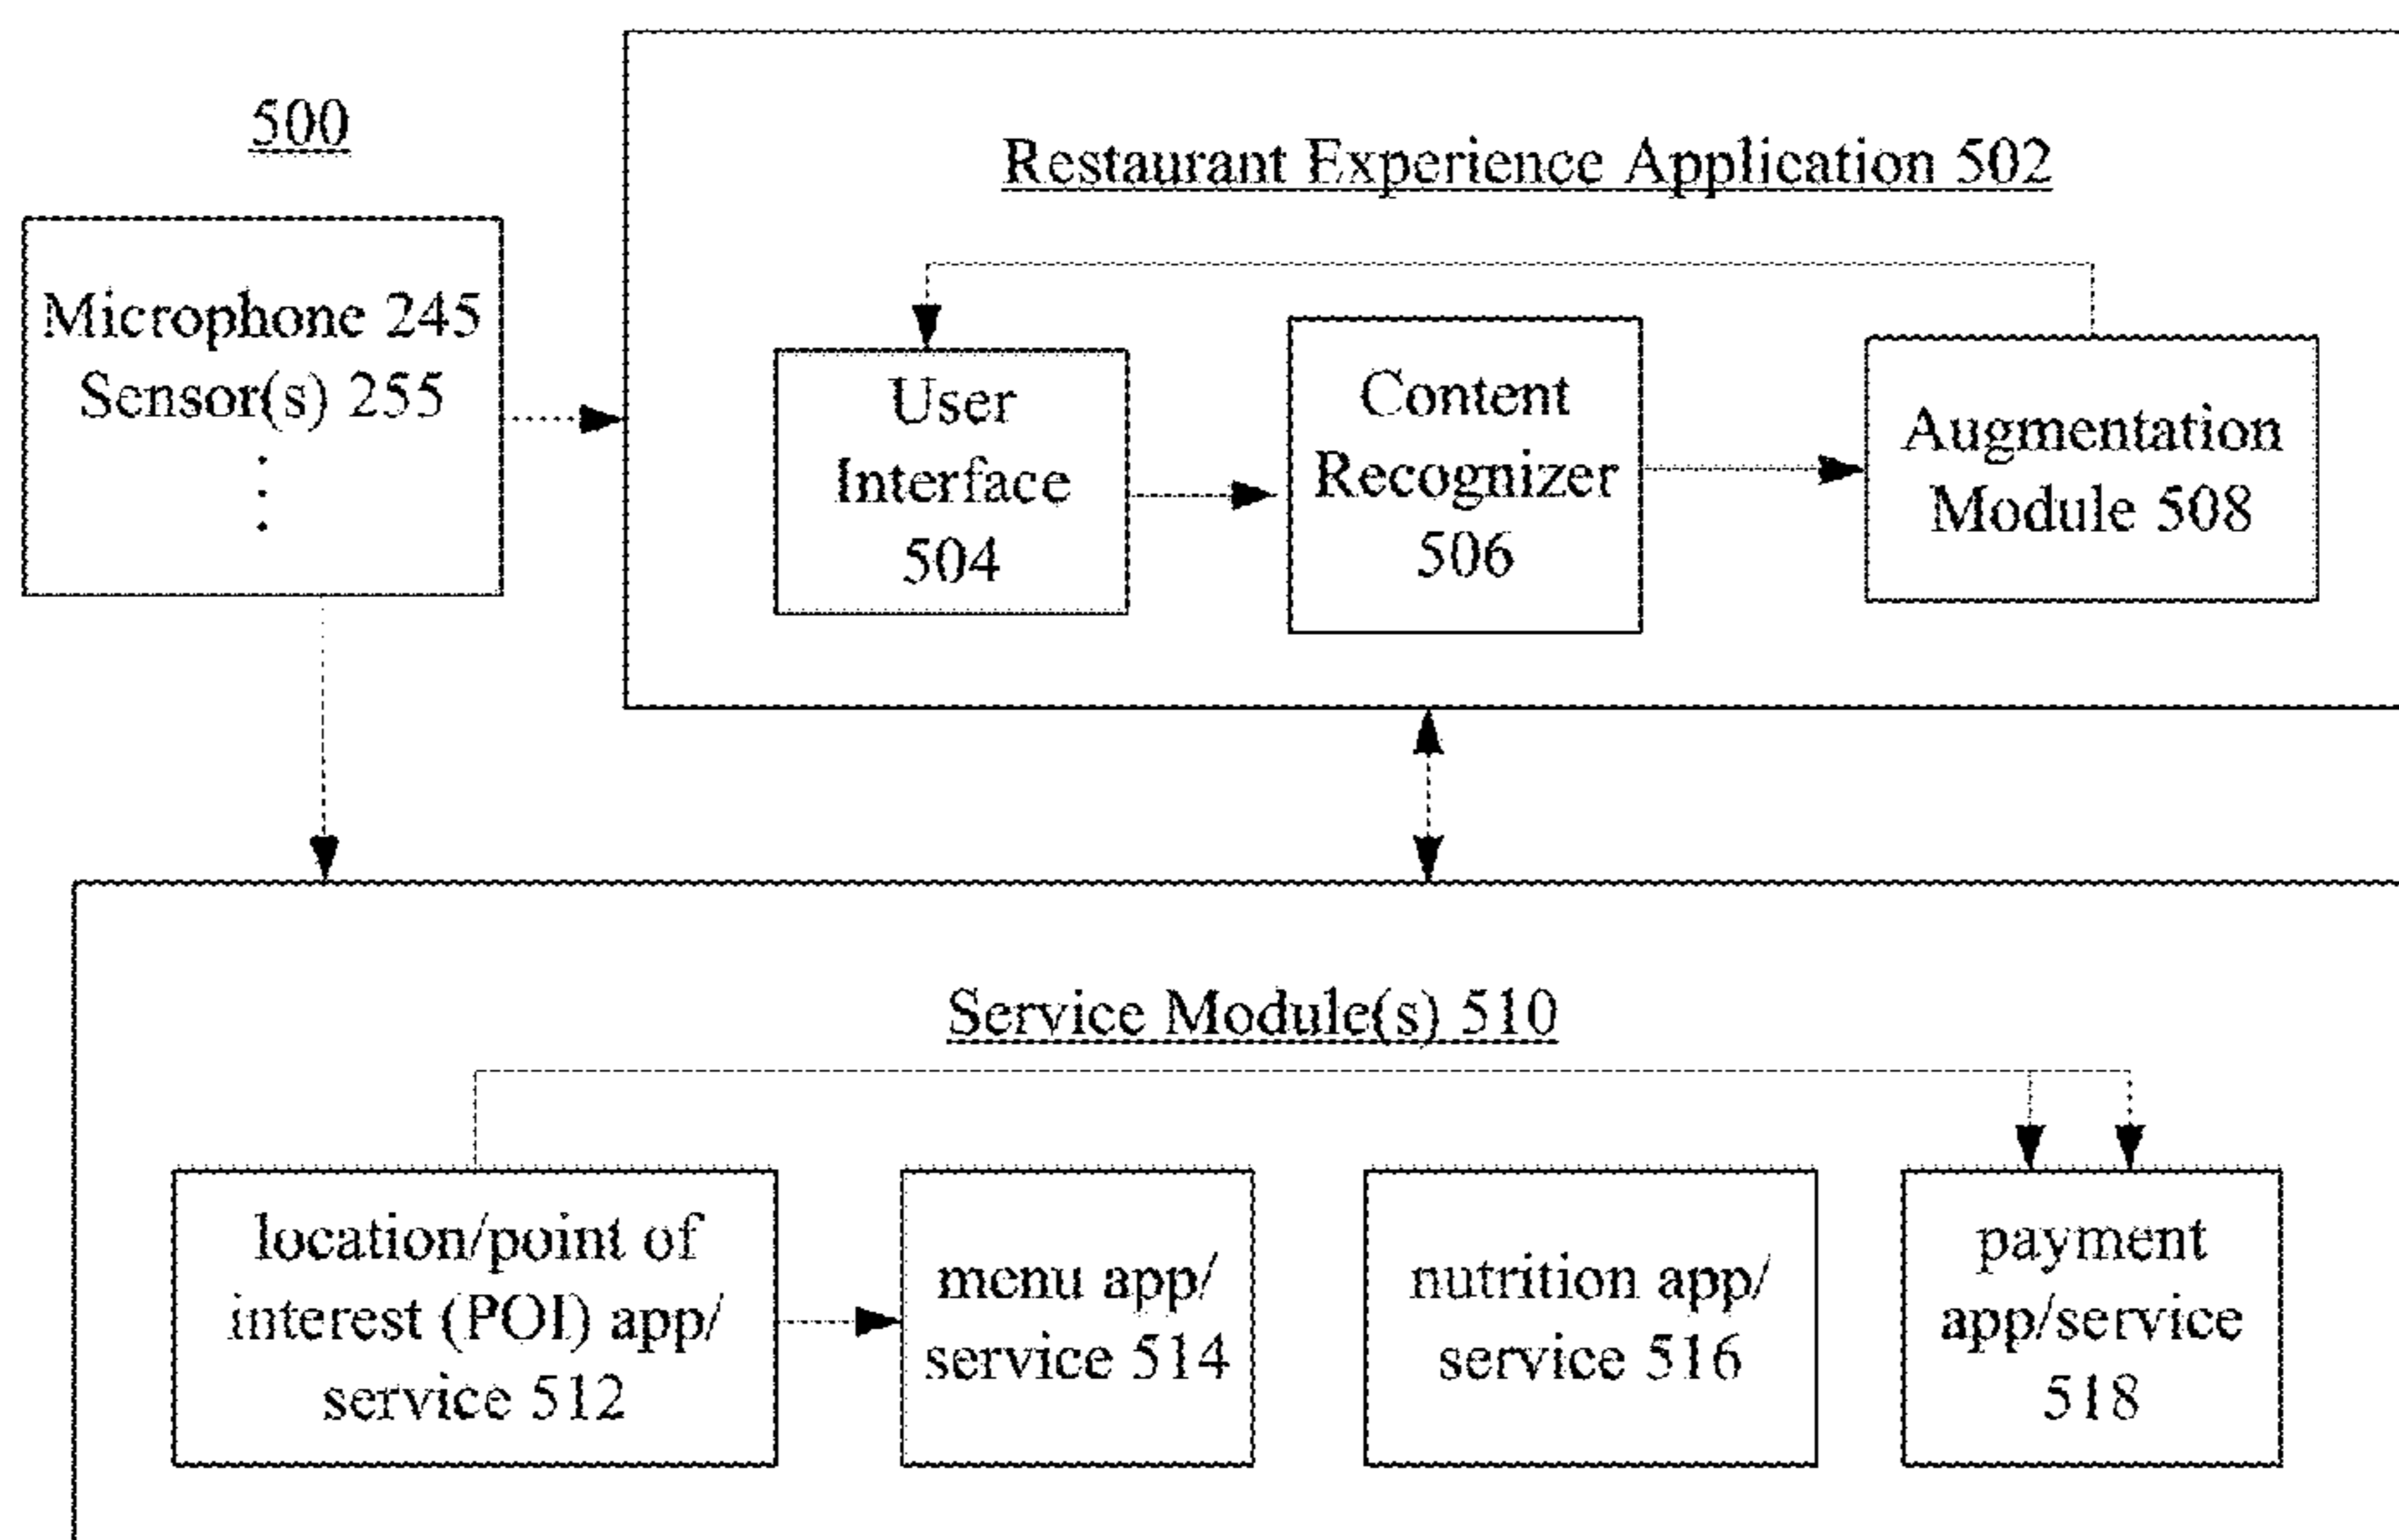 500
Restaurant Experience Application 502
Microphone 245
Sensor(s) 255
User
Interface
504
Content
Recognizer
506
Augmentation
Module 508
Service Module(s) 510
location/point of
interest (POI) app/
service 512
menu app/
service 514
nutrition app/
service 516
payment
app/service
518